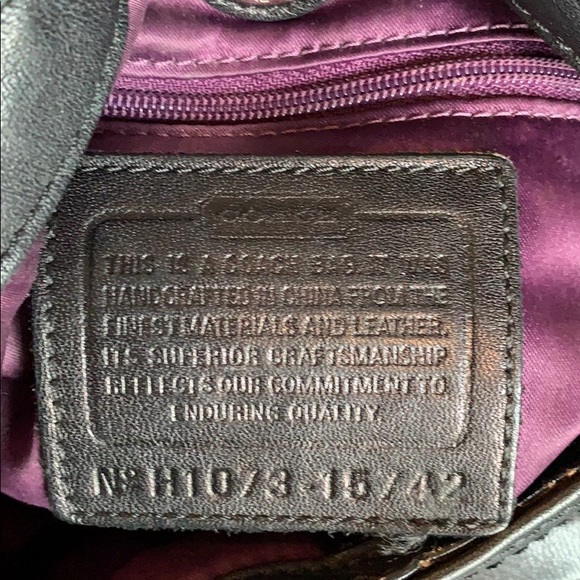 COACH
THIS IS A COACH BAG. IT WAS
HANDCRAFTED IN CHINA FROM THE
FINEST MATERIALS AND LEATHER.
ITS SUPERIOR CRAFTSMANSHIP
REFLECTS OUR COMMITMENT TO
ENDURING QUALITY.
Nº H1073-15742